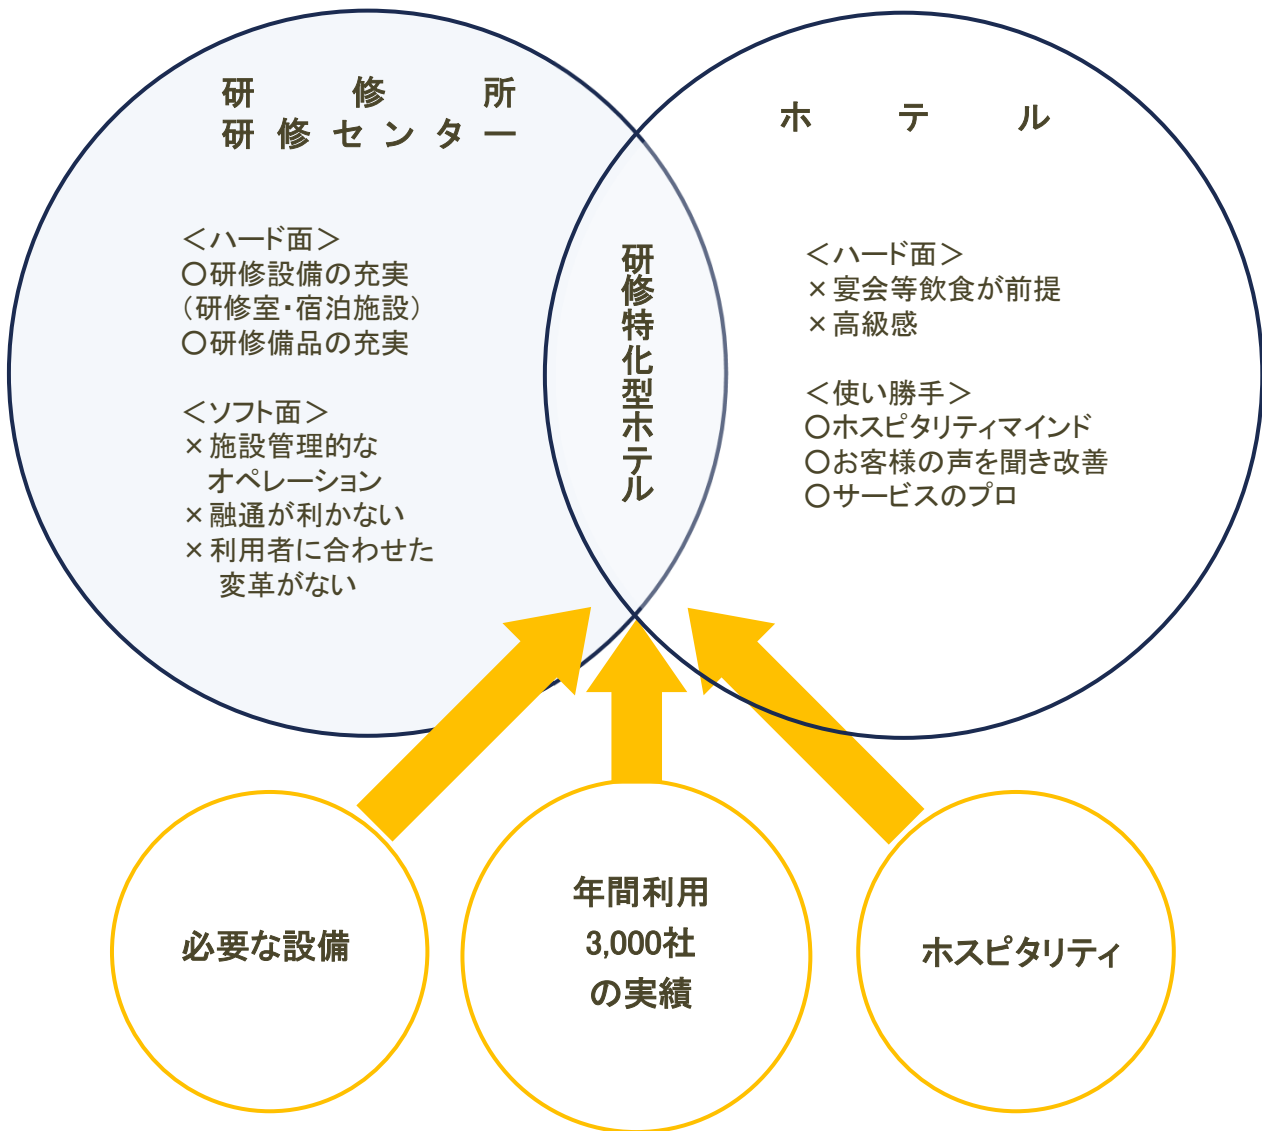 研修所
研修センター
＜ハード面＞
〇研修設備の充実
（研修室・宿泊施設）
〇研修備品の充実
＜ソフト面＞
×施設管理的な
オペレーション
×融通が利かない
×利用者に合わせた
変革がない
研修特化型ホテル
ホテル
＜ハード面＞
×宴会等飲食が前提
×高級感
＜使い勝手＞
〇ホスピタリティマインド
〇お客様の声を聞き改善
〇サービスのプロ
必要な設備
年間利用
3,000社
の実績
ホスピタリティ